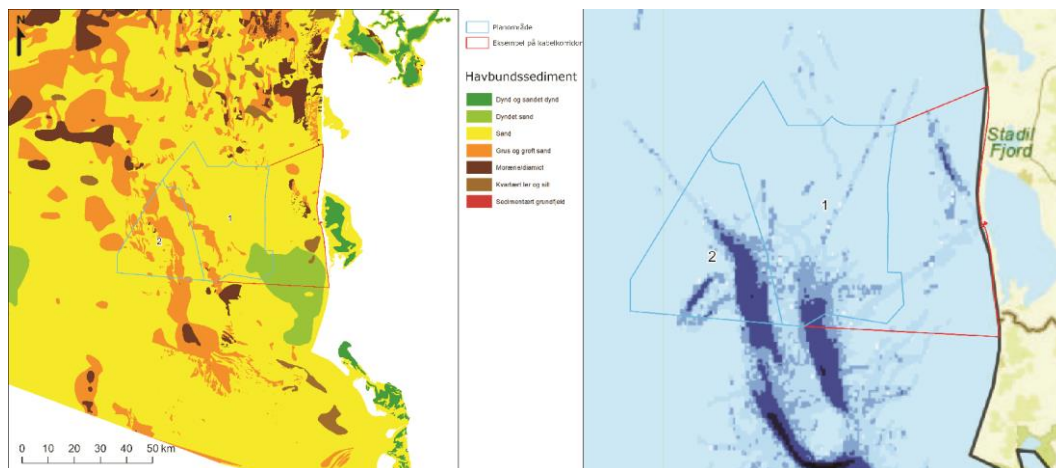 N
1
2
0 10 20 30 40 50 km
Planområde
Eksempel på kabelkorridor
Havbundssediment
Dynd og sandet dynd
Dyndet sand
Sand
Grus og groft sand
Moræne/diamict
Kvartært ler og silt
Sedimentært grundfjeld
Stadil
Fjord
1
2